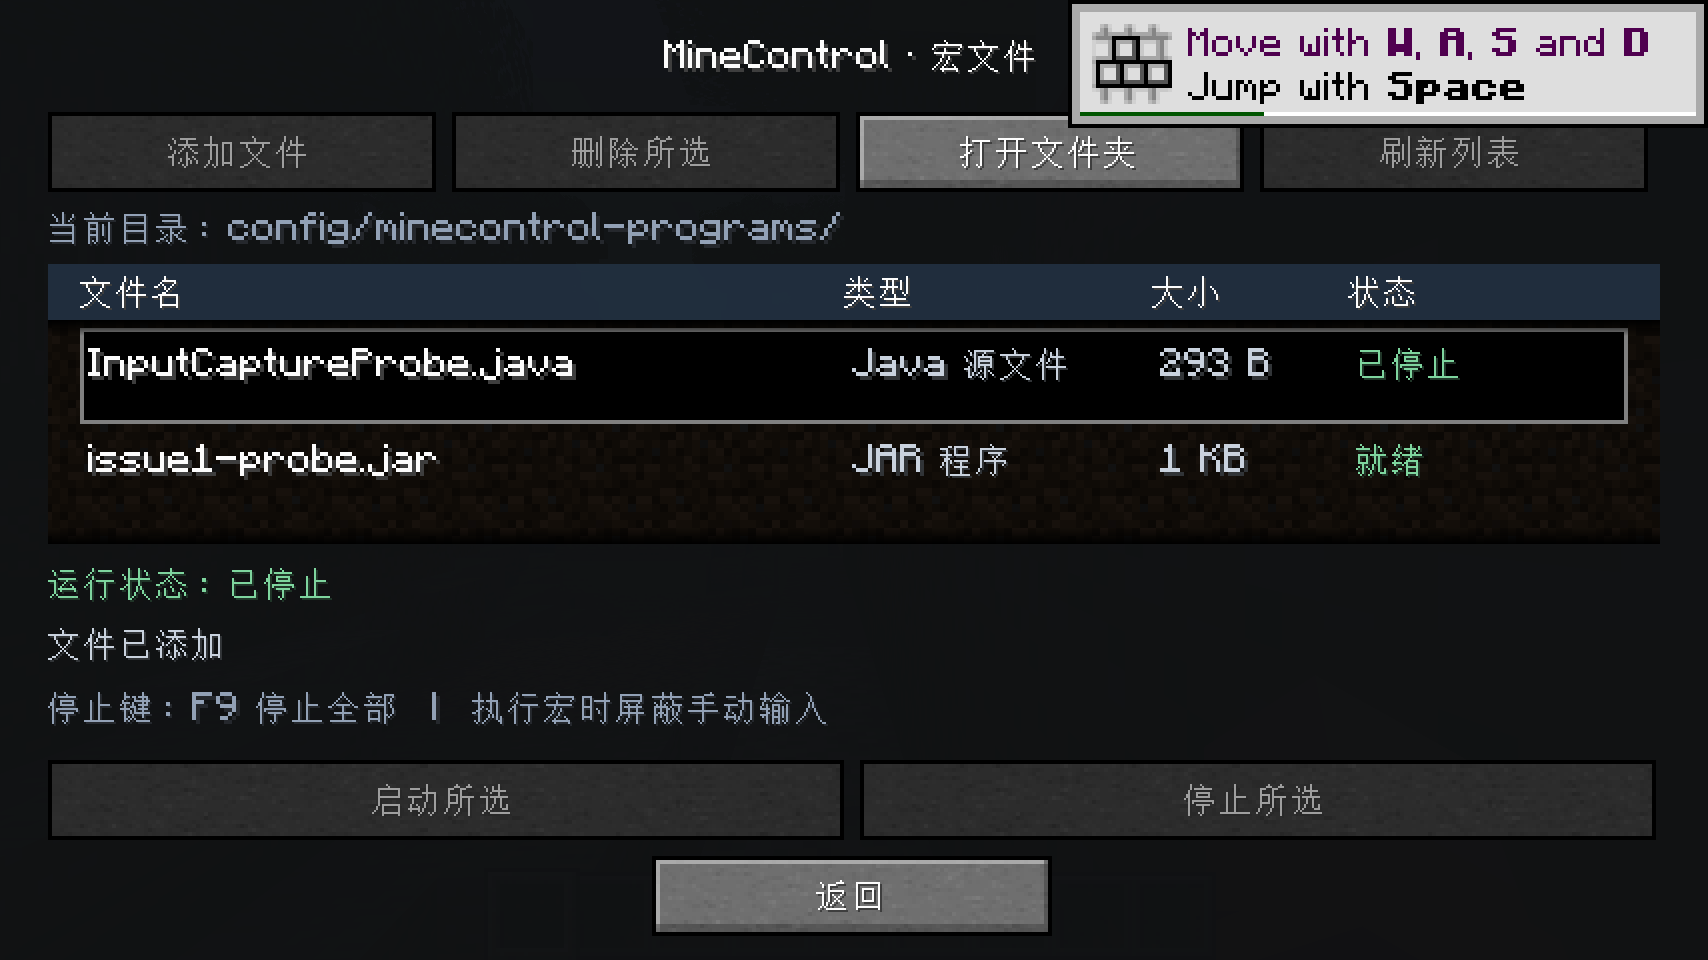 MineControl · 宏文件
Move with W, A, S and D
Jump with Space
添加文件 删除所选 打开文件夹 刷新列表
当前目录：config/minecontrol-programs/
文件名 类型 大小 状态
InputCaptureProbe.java Java 源文件 293 B 已停止
issue1-probe.jar JAR 程序 1 KB 就绪
运行状态：已停止
文件已添加
停止键：F9 停止全部 | 执行宏时屏蔽手动输入
启动所选 停止所选
返回